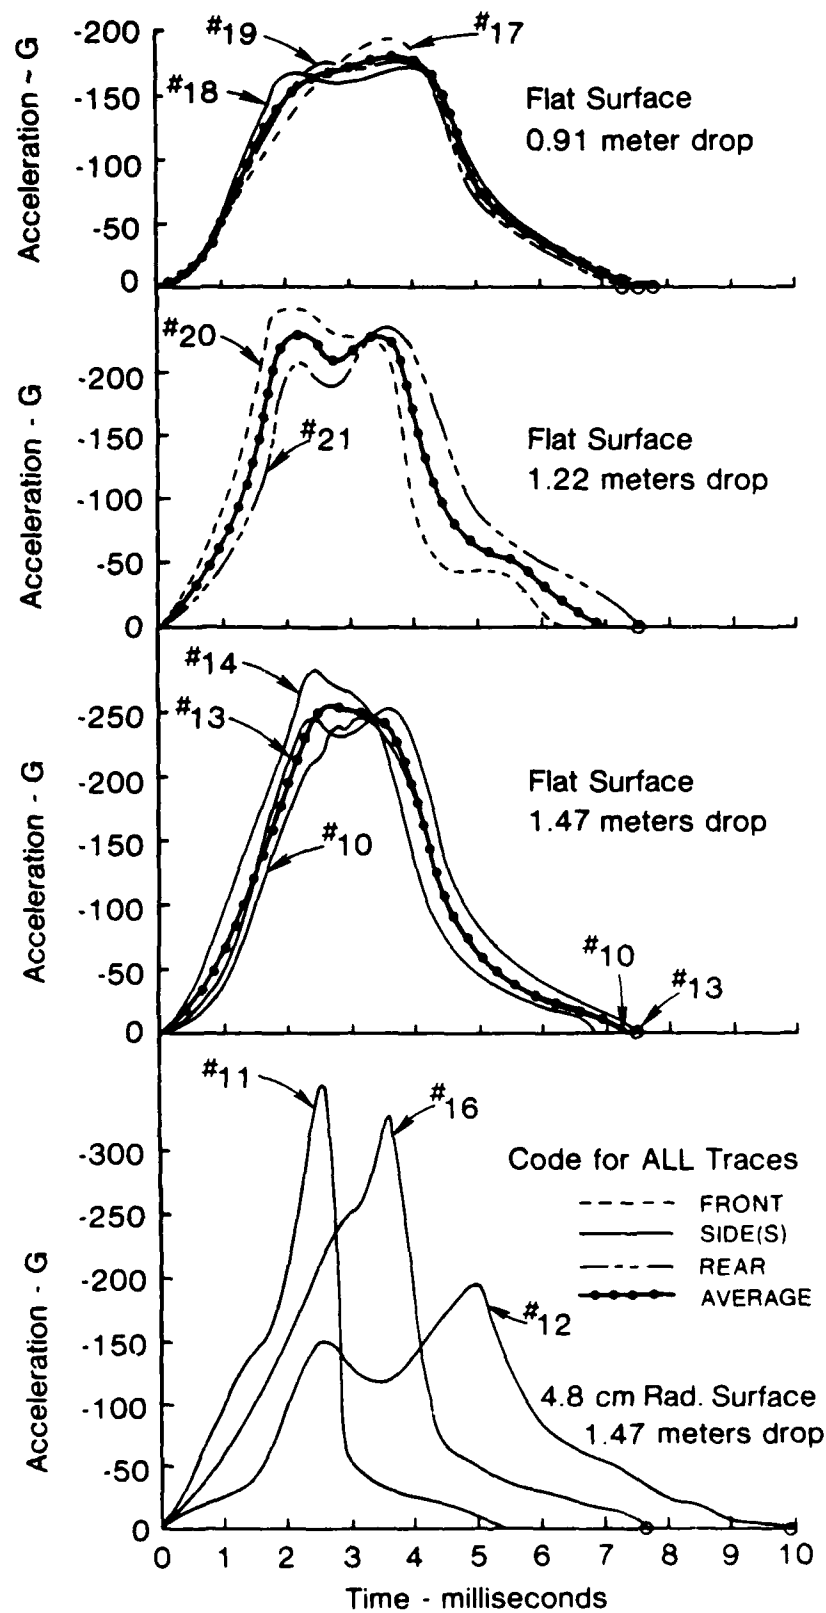 Acceleration ~ G
-200
-150
-100
-50
0
#19
#17
#18
Flat Surface
0.91 meter drop
Acceleration - G
-200
-150
-100
-50
0
#20
#21
Flat Surface
1.22 meters drop
Acceleration - G
-250
-200
-150
-100
-50
0
#14
#13
#10
Flat Surface
1.47 meters drop
#10
#13
Acceleration - G
-300
-250
-200
-150
-100
-50
0
#11
#16
#12
Code for ALL Traces
FRONT
SIDE(S)
REAR
AVERAGE
4.8 cm Rad. Surface
1.47 meters drop
0 1 2 3 4 5 6 7 8 9 10
Time - milliseconds